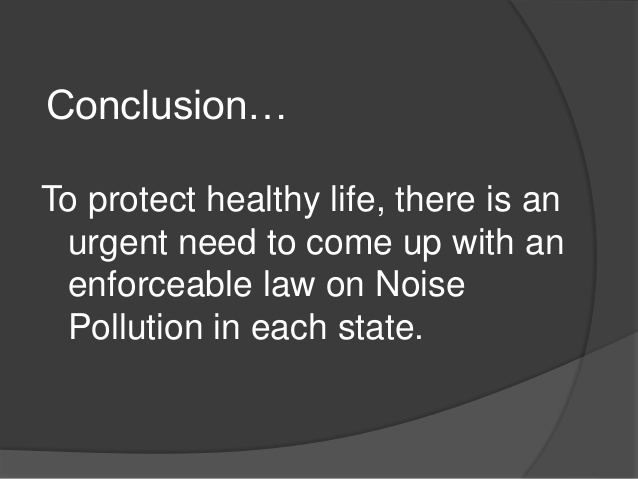 Conclusion…
To protect healthy life, there is an
urgent need to come up with an
enforceable law on Noise
Pollution in each state.